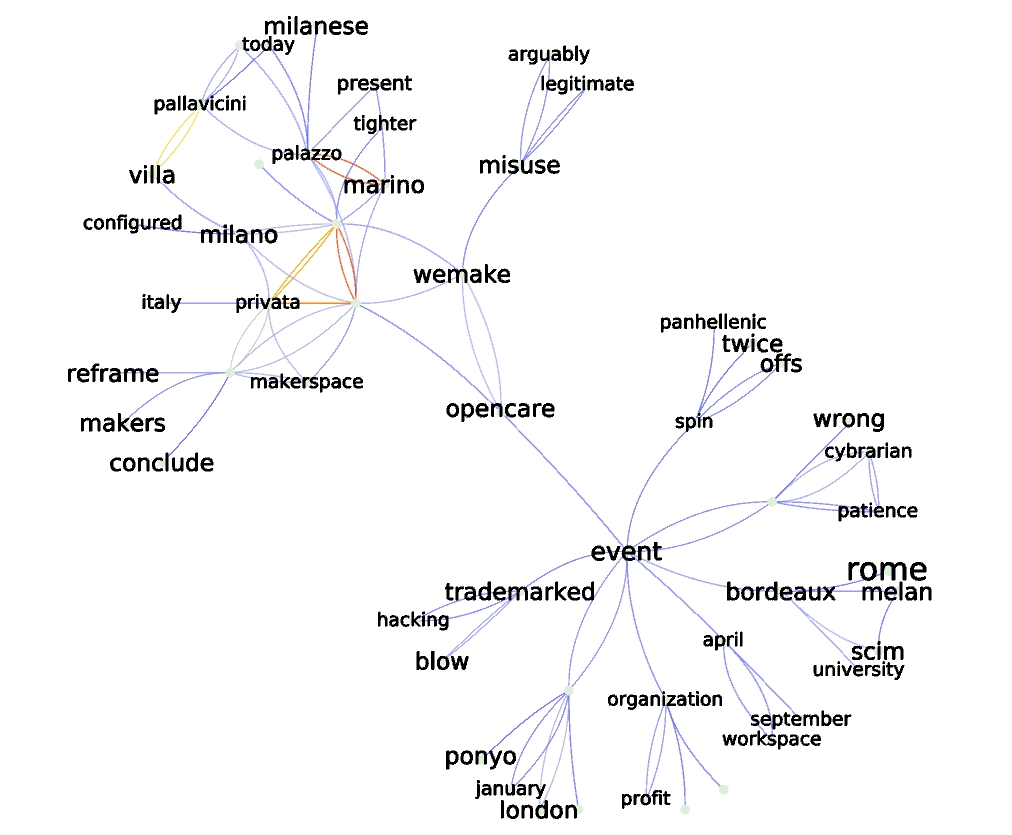 milanese
today
arguably
present
legitimate
pallavicini
tighter
palazzo
misuse
villa
marino
configured
milano
wemake
italy
privata
panhellenic
twice
offs
reframe
makerspace
opencare
makers
spin
wrong
cybrarian
conclude
patience
event
rome
trademarked
bordeaux
melan
hacking
april
scim
blow
university
organization
september
workspace
ponyo
january
profit
london